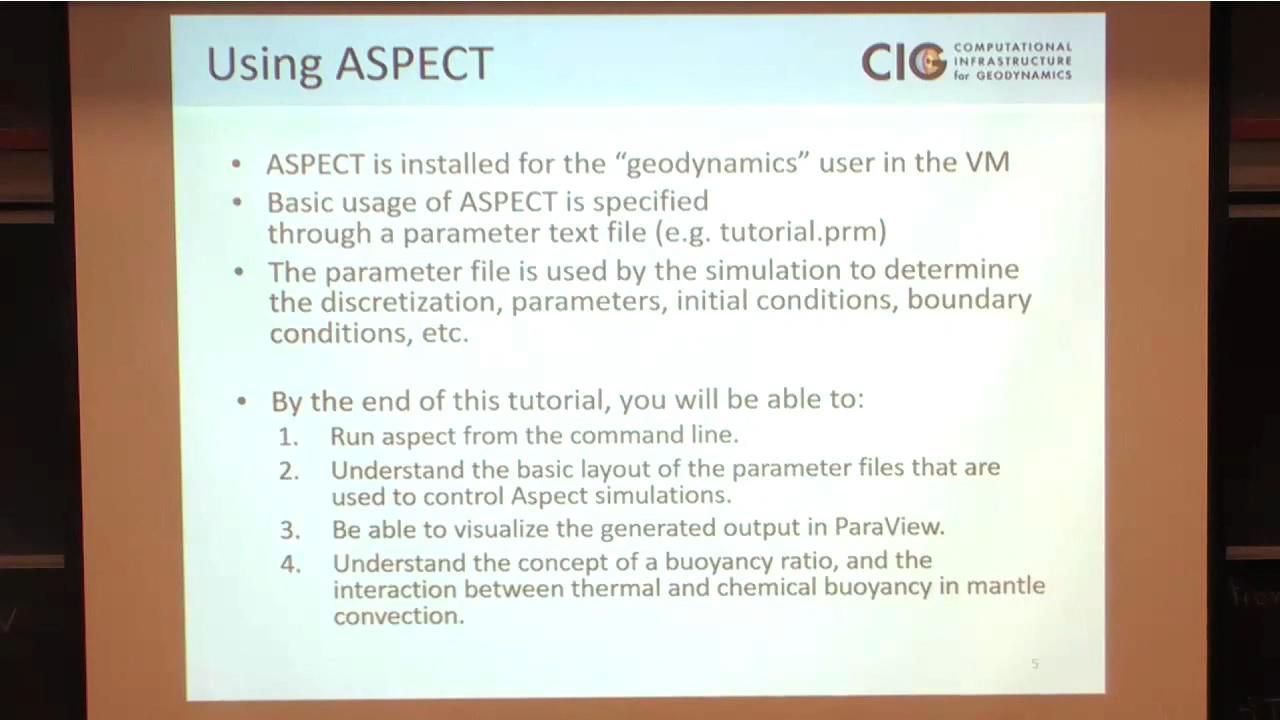 Using ASPECT
CIG COMPUTATIONAL
INFRASTRUCTURE
for GEODYNAMICS
• ASPECT is installed for the “geodynamics” user in the VM
• Basic usage of ASPECT is specified
through a parameter text file (e.g. tutorial.prm)
• The parameter file is used by the simulation to determine
the discretization, parameters, initial conditions, boundary
conditions, etc.
• By the end of this tutorial, you will be able to:
1. Run aspect from the command line.
2. Understand the basic layout of the parameter files that are
used to control Aspect simulations.
3. Be able to visualize the generated output in ParaView.
4. Understand the concept of a buoyancy ratio, and the
interaction between thermal and chemical buoyancy in mantle
convection.
5